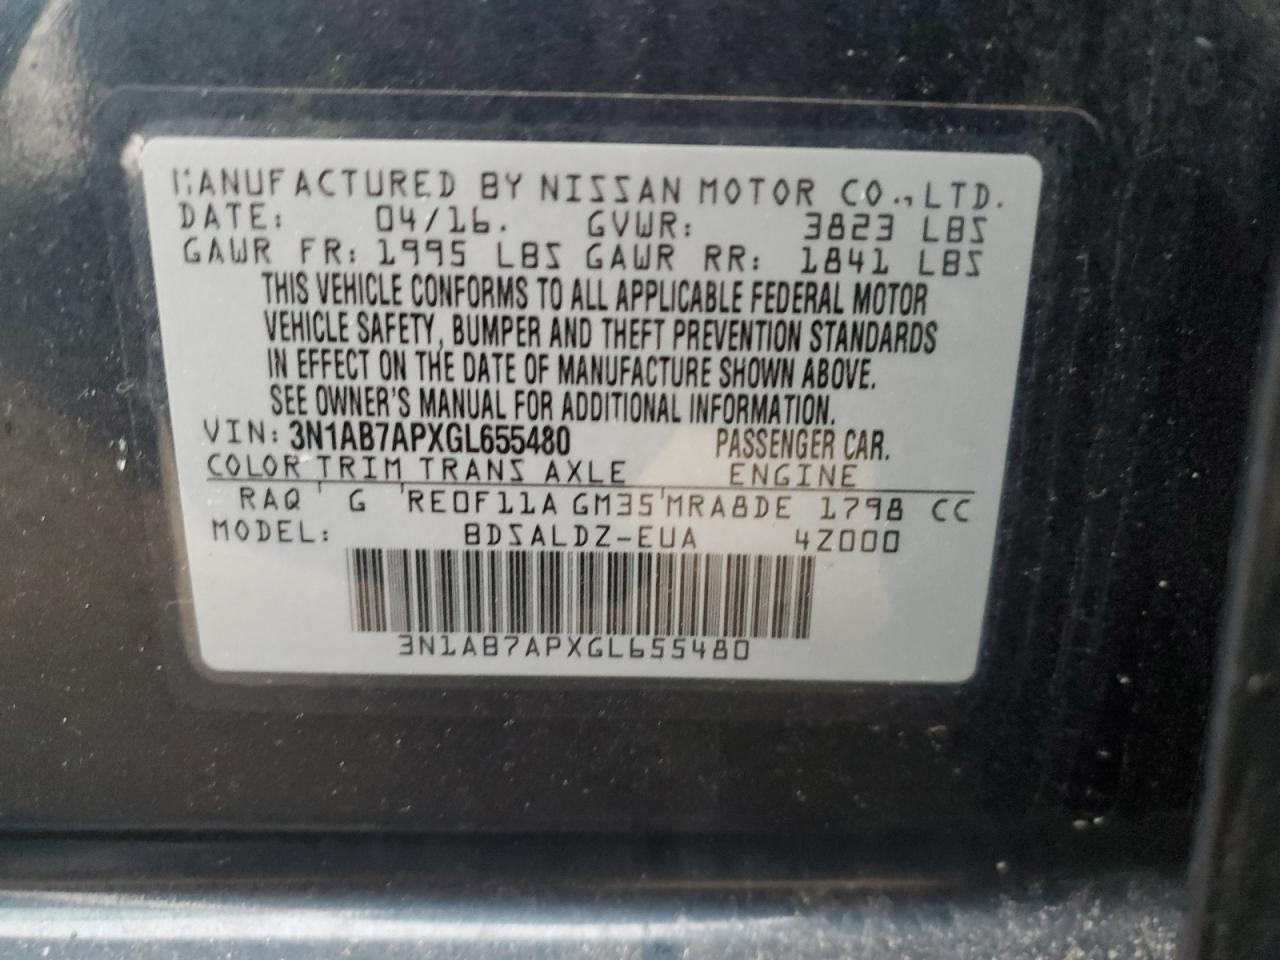 MANUFACTURED BY NISSAN MOTOR CO., LTD.
DATE: 04/16. GVWR: 3823 LBS
GAWR FR: 1995 LBS GAWR RR: 1841 LBS
THIS VEHICLE CONFORMS TO ALL APPLICABLE FEDERAL MOTOR
VEHICLE SAFETY, BUMPER AND THEFT PREVENTION STANDARDS
IN EFFECT ON THE DATE OF MANUFACTURE SHOWN ABOVE.
SEE OWNER'S MANUAL FOR ADDITIONAL INFORMATION.
VIN: 3N1AB7APXGL655480 PASSENGER CAR.
COLOR TRIM TRANS AXLE ENGINE
RAQ G RE0F11A GM35 MRA8DE 1798 CC
MODEL: BDSALDZ-EUA 4Z000
3N1AB7APXGL655480